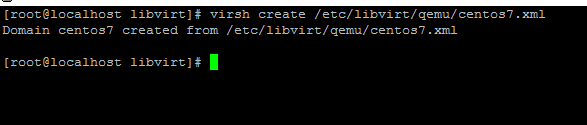 [root@localhost libvirt]# virsh create /etc/libvirt/qemu/centos7.xml
Domain centos7 created from /etc/libvirt/qemu/centos7.xml
[root@localhost libvirt]#